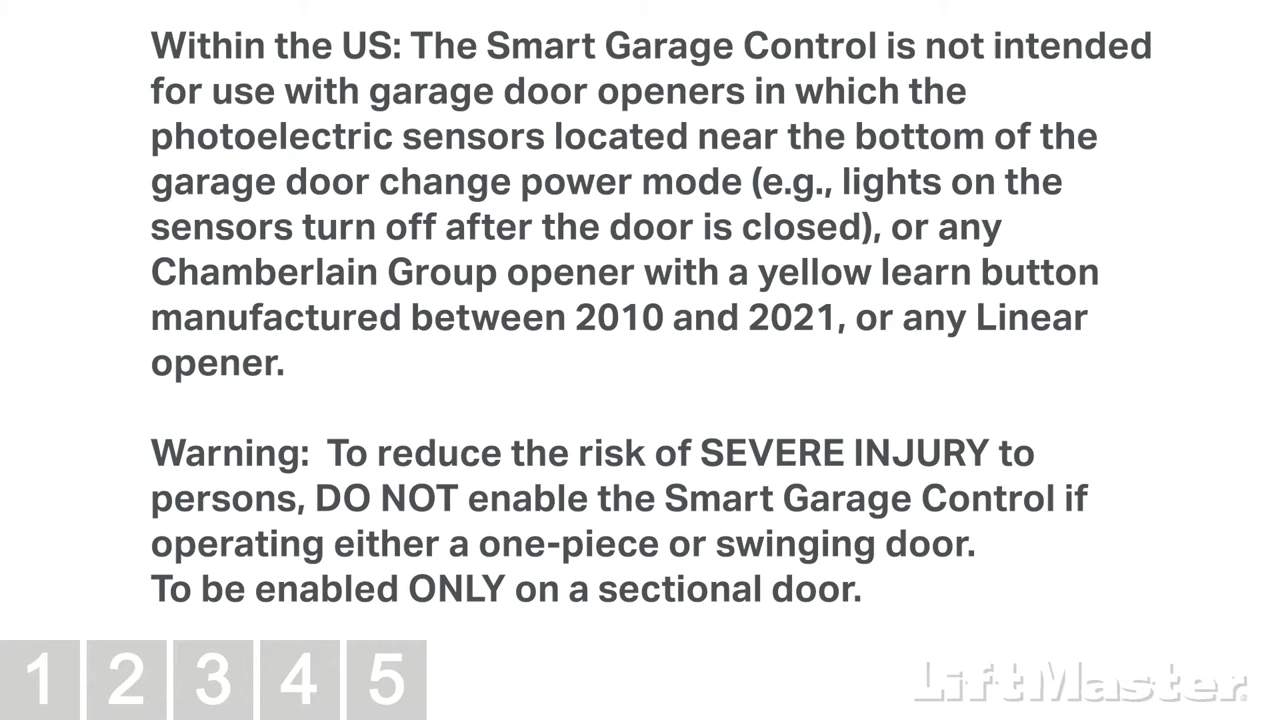 Within the US: The Smart Garage Control is not intended
for use with garage door openers in which the
photoelectric sensors located near the bottom of the
garage door change power mode (e.g., lights on the
sensors turn off after the door is closed), or any
Chamberlain Group opener with a yellow learn button
manufactured between 2010 and 2021, or any Linear
opener.
Warning:  To reduce the risk of SEVERE INJURY to
persons, DO NOT enable the Smart Garage Control if
operating either a one-piece or swinging door.
To be enabled ONLY on a sectional door.
1 2 3 4 5
LiftMaster®